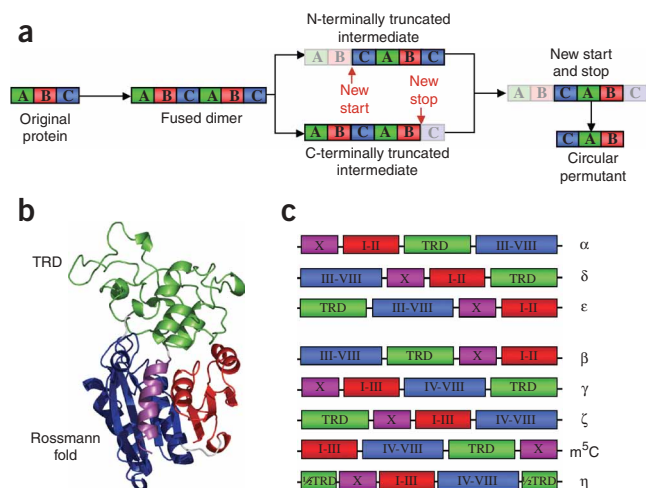 a
N-terminally truncated
intermediate
A B C A B C
New
start
New
stop
A B C
Original
protein
A B C A B C
Fused dimer
A B C A B C
C-terminally truncated
intermediate
New start
and stop
A B C A B C
C A B
Circular
permutant
b
TRD
Rossmann
fold
c
X I-II TRD III-VIII α
III-VIII X I-II TRD δ
TRD III-VIII X I-II ε
III-VIII TRD X I-II β
X I-III IV-VIII TRD γ
TRD X I-III IV-VIII ζ
I-III IV-VIII TRD X m⁵C
½TRD X I-III IV-VIII ½TRD η